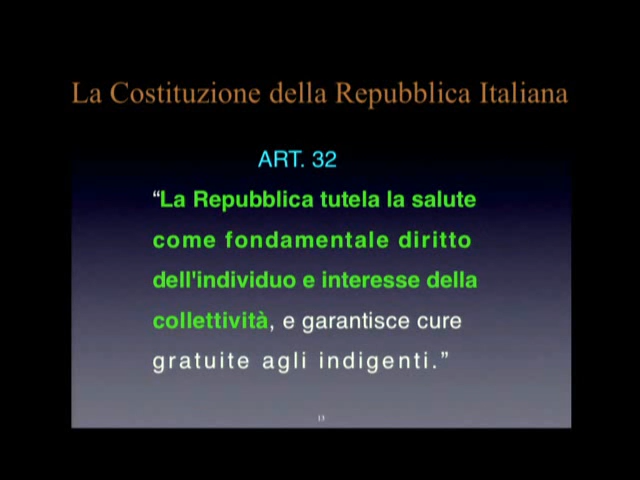 La Costituzione della Repubblica Italiana
ART. 32
“La Repubblica tutela la salute
come fondamentale diritto
dell'individuo e interesse della
collettività, e garantisce cure
gratuite agli indigenti.”
13